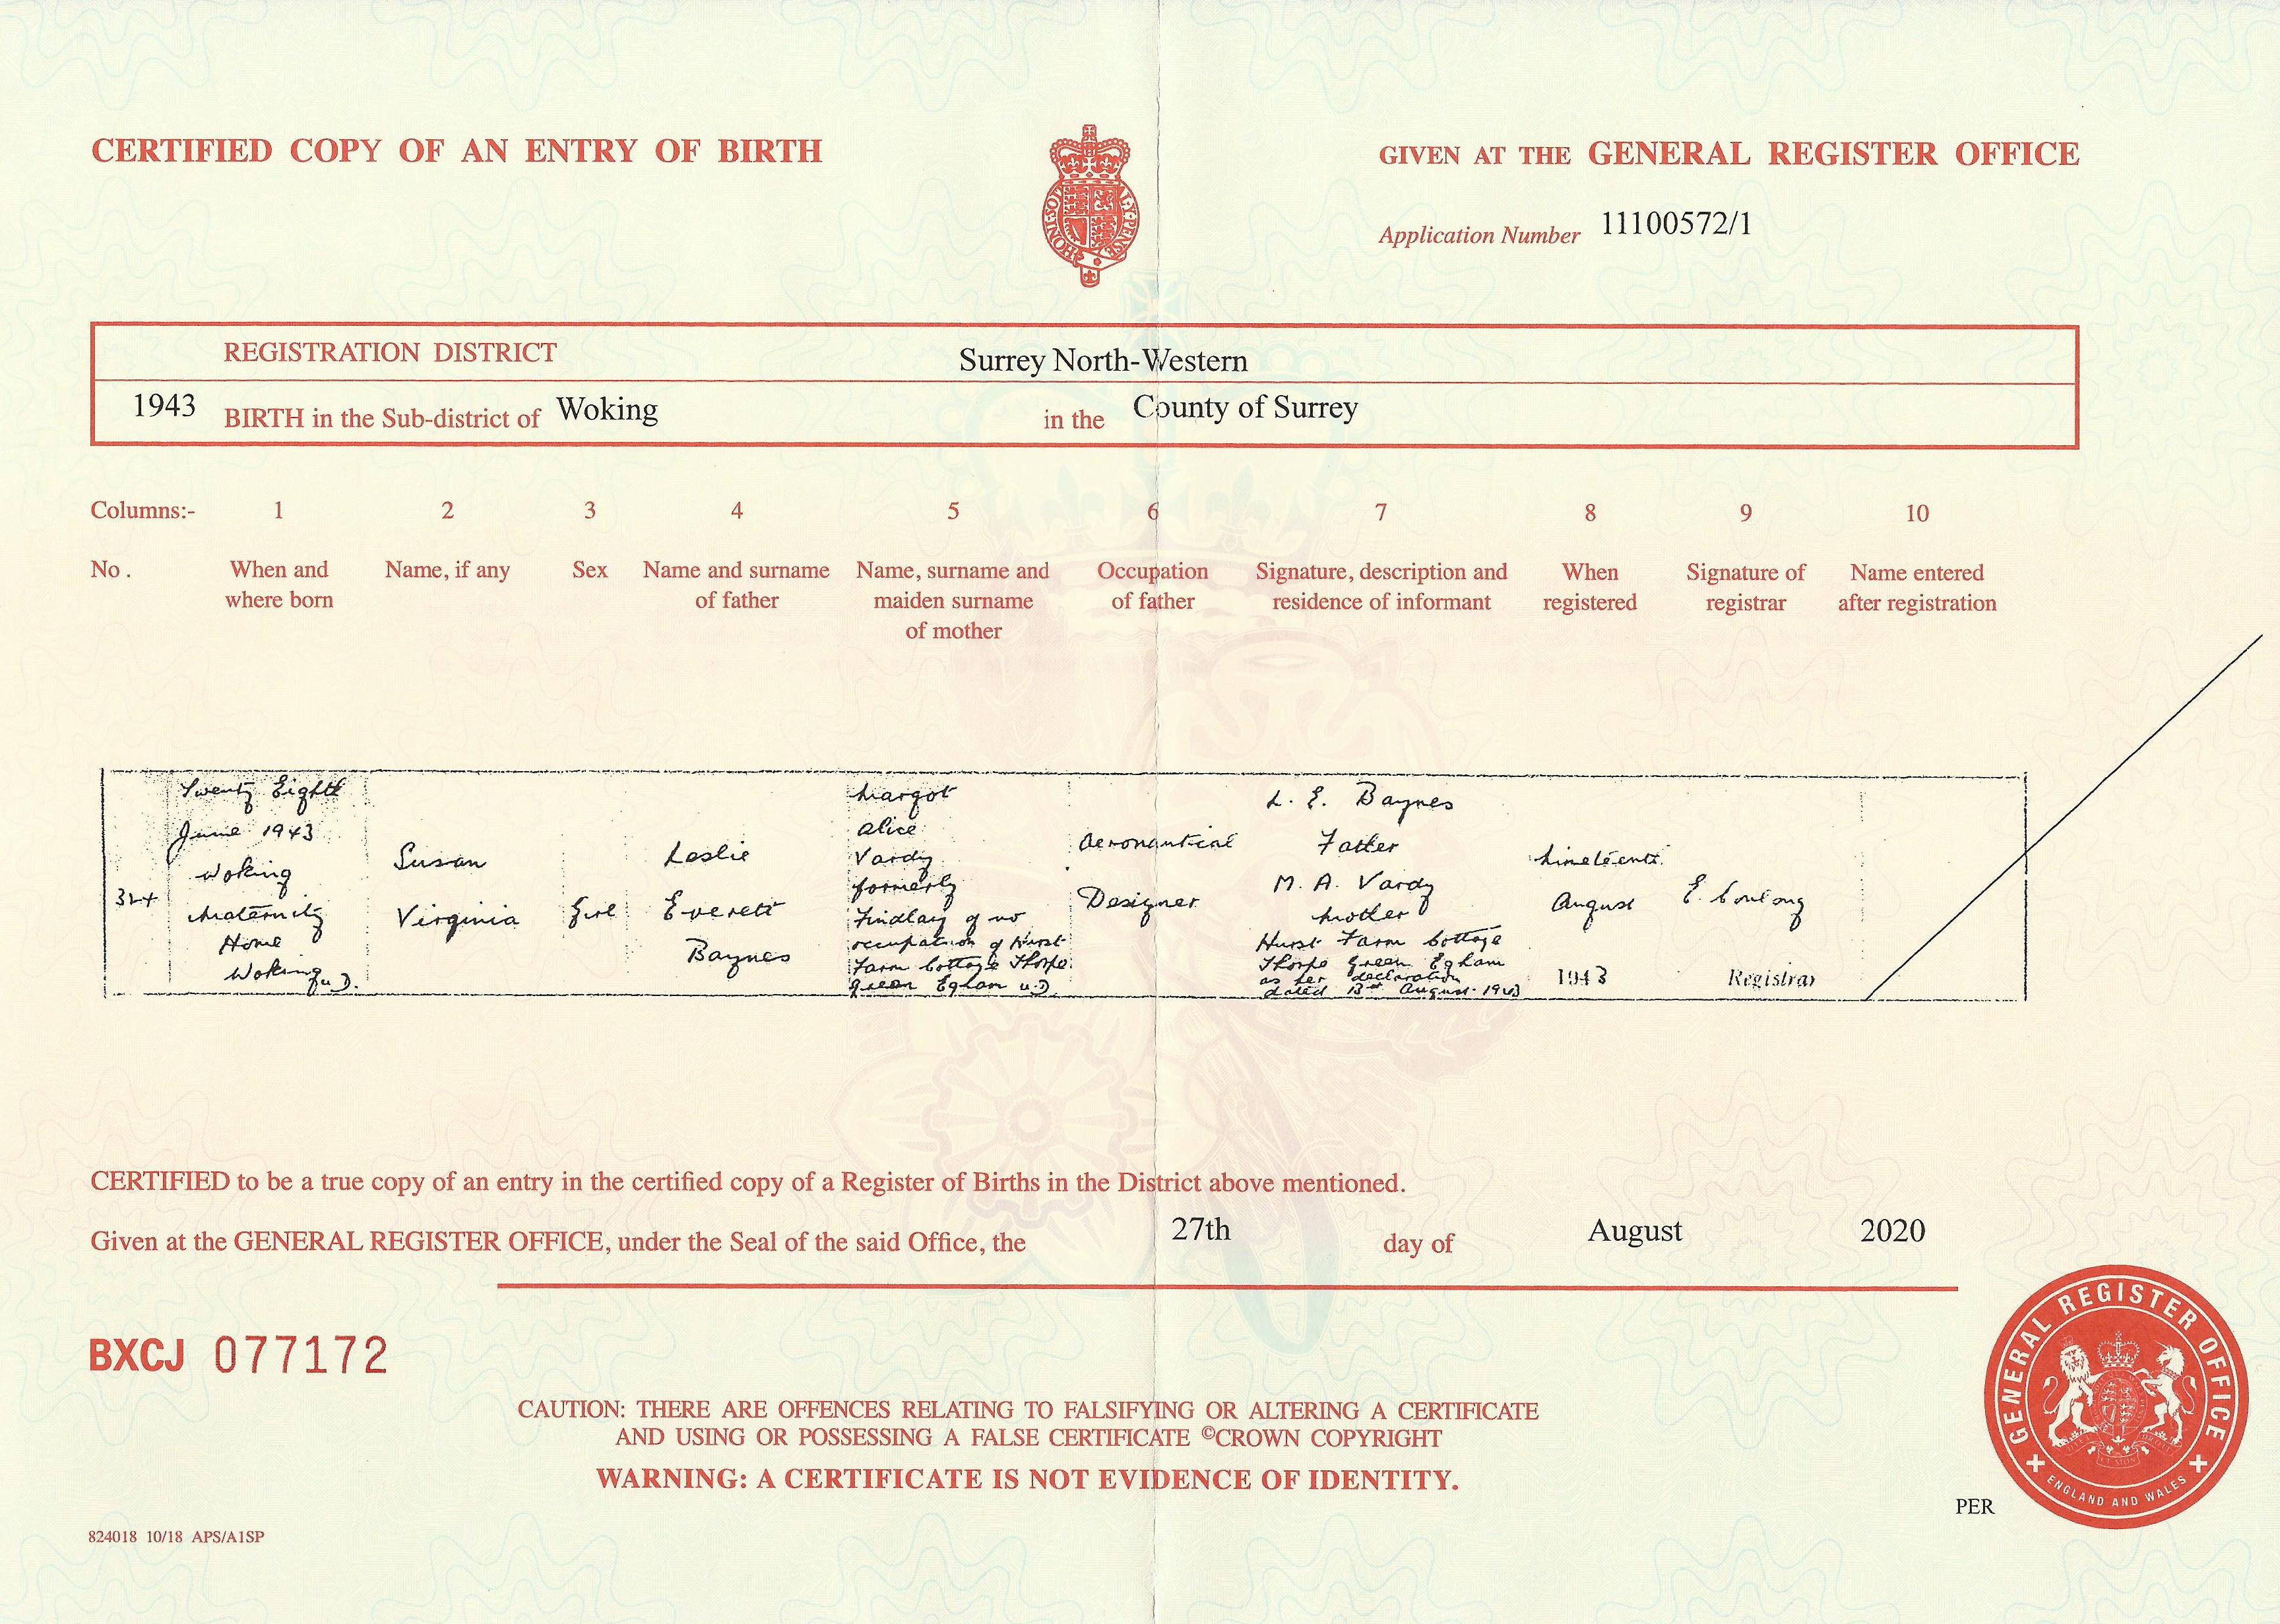 CERTIFIED COPY OF AN ENTRY OF BIRTH
GIVEN AT THE GENERAL REGISTER OFFICE
Application Number 11100572/1
REGISTRATION DISTRICT Surrey North-Western
1943 BIRTH in the Sub-district of Woking in the County of Surrey
Columns:- 1 2 3 4 5 6 7 8 9 10
No. When and where born Name, if any Sex Name and surname of father Name, surname and maiden surname of mother Occupation of father Signature, description and residence of informant When registered Signature of registrar Name entered after registration
324
Twenty Eighth
June 1943
Woking
Maternity
Home
Woking u.D.
Susan
Virginia
Girl
Leslie
Everett
Baynes
Margot
Alice
Vardy
formerly
Findlay of no
occupation of Hurst
Farm Cottage Thorpe
Green Egham u.D.
Aeronautical
Designer
L. E. Baynes
Father
M. A. Vardy
Mother
Hurst Farm Cottage
Thorpe Green Egham
as her declaration
dated 13th August 1943
Nineteenth
August
1943
E.
Registrar
CERTIFIED to be a true copy of an entry in the certified copy of a Register of Births in the District above mentioned.
Given at the GENERAL REGISTER OFFICE, under the Seal of the said Office, the 27th day of August 2020
BXCJ 077172
CAUTION: THERE ARE OFFENCES RELATING TO FALSIFYING OR ALTERING A CERTIFICATE
AND USING OR POSSESSING A FALSE CERTIFICATE ©CROWN COPYRIGHT
WARNING: A CERTIFICATE IS NOT EVIDENCE OF IDENTITY.
GENERAL REGISTER OFFICE
ENGLAND AND WALES
PER
824018 10/18 APS/A1SP